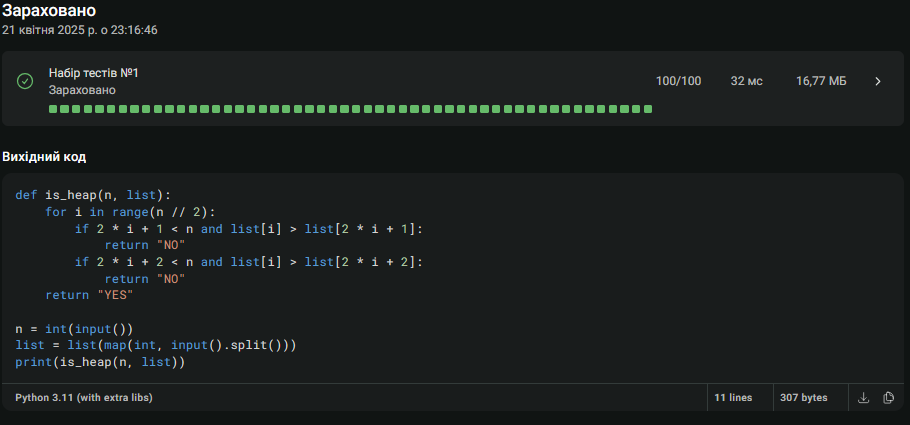 Зараховано
21 квітня 2025 р. о 23:16:46
Набір тестів №1
Зараховано
100/100 32 мс 16,77 МБ
Вихідний код
def is_heap(n, list):
    for i in range(n // 2):
        if 2 * i + 1 < n and list[i] > list[2 * i + 1]:
            return "NO"
        if 2 * i + 2 < n and list[i] > list[2 * i + 2]:
            return "NO"
    return "YES"
n = int(input())
list = list(map(int, input().split()))
print(is_heap(n, list))
Python 3.11 (with extra libs) 11 lines 307 bytes